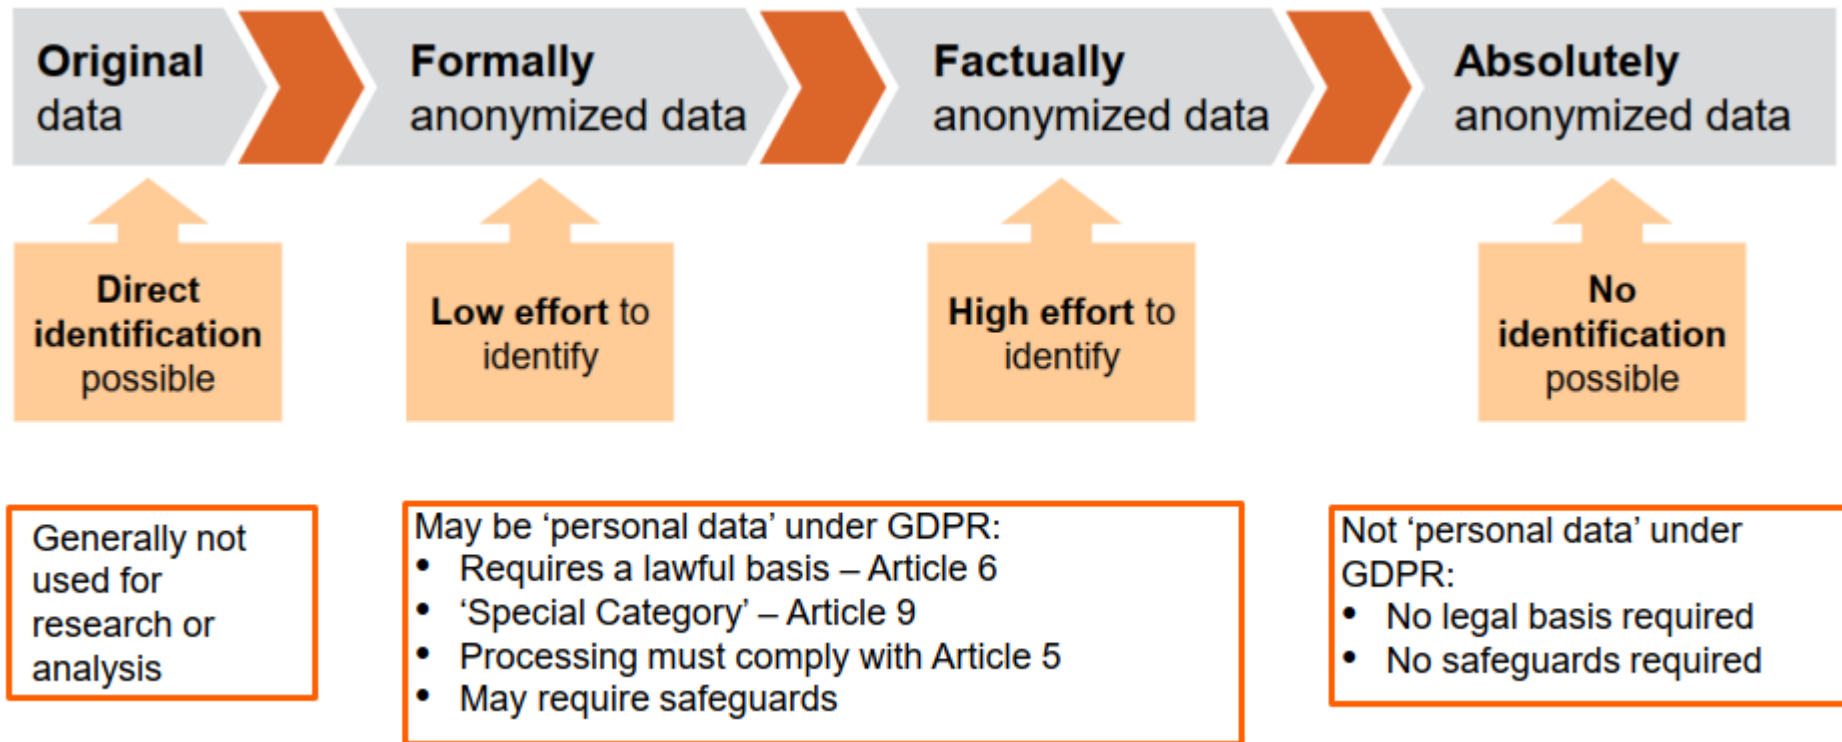 Original
data
Formally
anonymized data
Factually
anonymized data
Absolutely
anonymized data
Direct
identification
possible
Low effort to
identify
High effort to
identify
No
identification
possible
Generally not
used for
research or
analysis
May be ‘personal data’ under GDPR:
• Requires a lawful basis – Article 6
• ‘Special Category’ – Article 9
• Processing must comply with Article 5
• May require safeguards
Not ‘personal data’ under
GDPR:
• No legal basis required
• No safeguards required